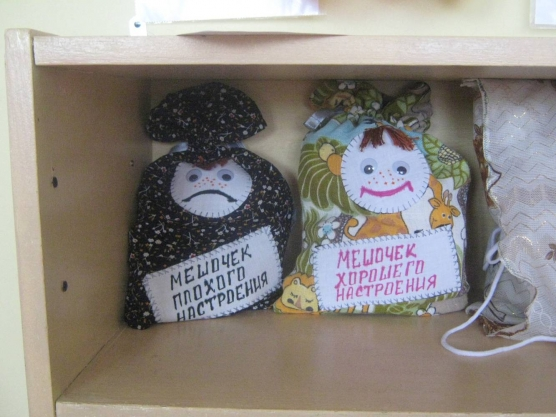 МЕШОЧЕК
ПЛОХОГО
НАСТРОЕНИЯ
МЕШОЧЕК
ХОРОШЕГО
НАСТРОЕНИЯ